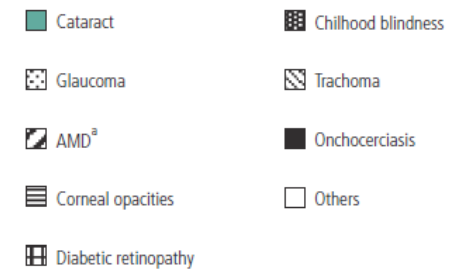 Cataract
Glaucoma
AMDᵃ
Corneal opacities
Diabetic retinopathy
Chilhood blindness
Trachoma
Onchocerciasis
Others